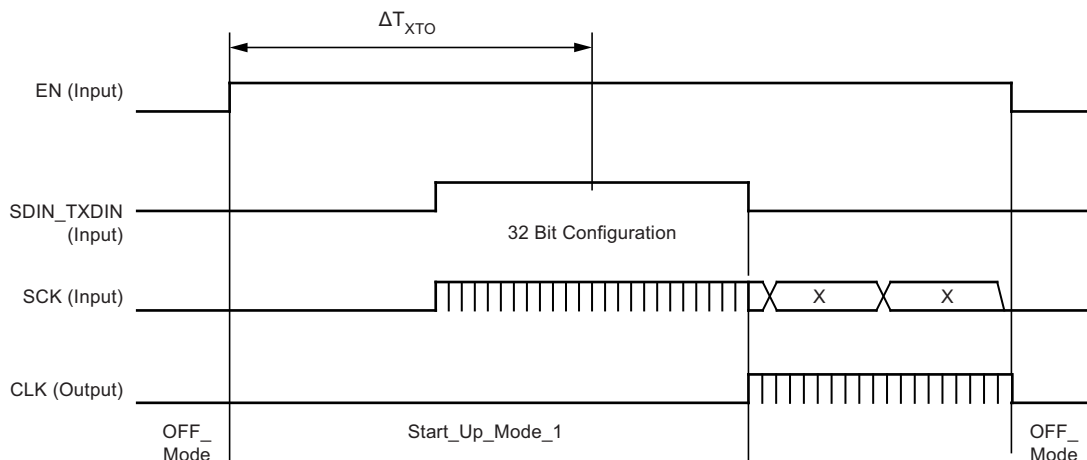 ΔT_XTO
EN (Input)
SDIN_TXDIN
(Input)
32 Bit Configuration
SCK (Input)
X
X
CLK (Output)
OFF_
Mode
Start_Up_Mode_1
OFF_
Mode